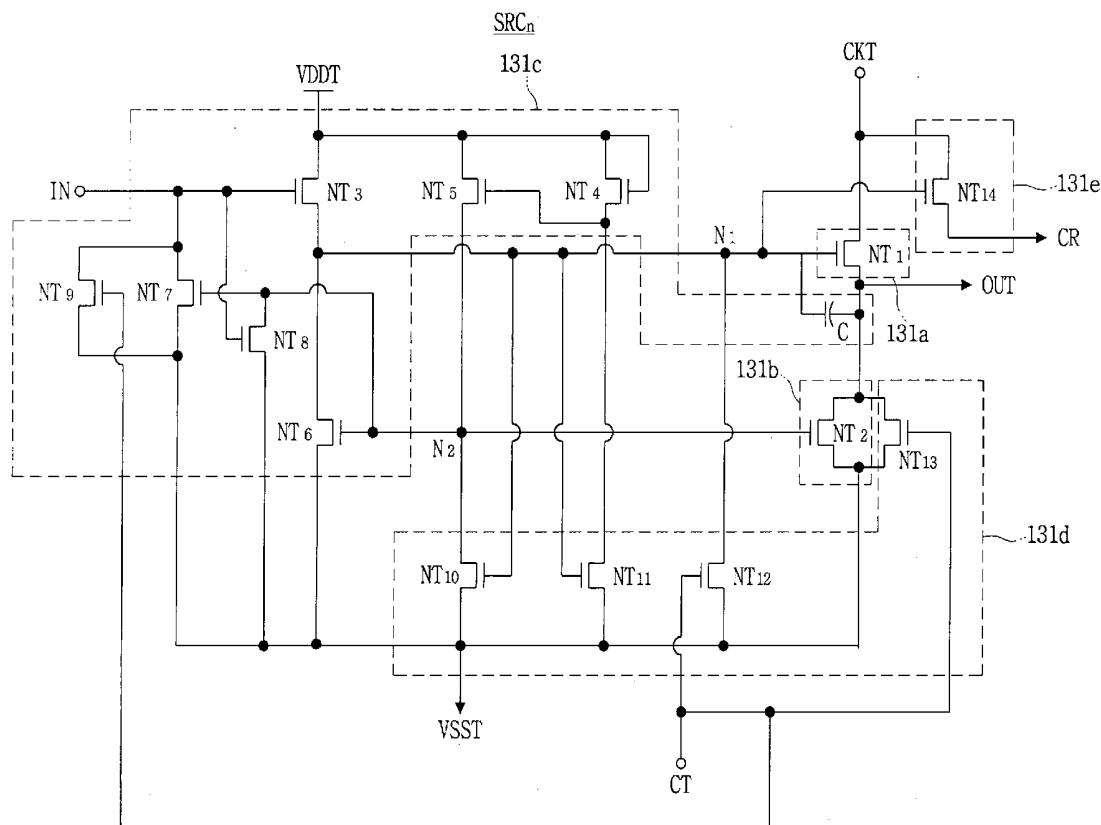 SRCn
131c
CKT
VDDT
131e
IN
NT3
NT5
NT4
NT14
N1
CR
NT1
OUT
NT9
NT7
NT8
C
131a
131b
NT6
N2
NT2
NT13
131d
NT10
NT11
NT12
VSST
CT